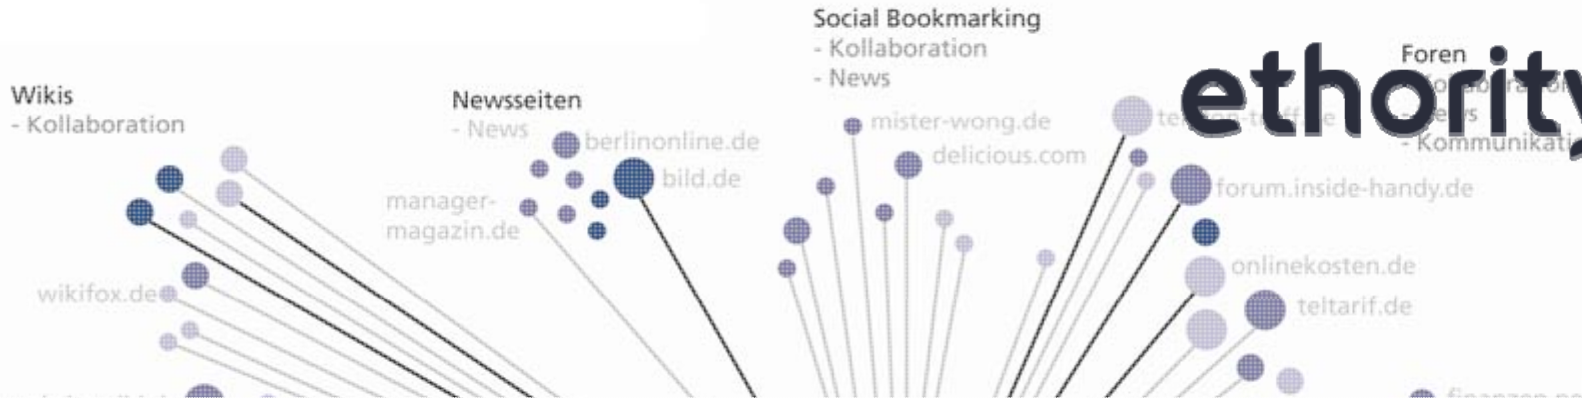 Wikis
- Kollaboration
wikifox.de
Newsseiten
- News
berlinonline.de
bild.de
manager-
magazin.de
Social Bookmarking
- Kollaboration
- News
mister-wong.de
delicious.com
Foren
ethority
forum.inside-handy.de
onlinekosten.de
teltarif.de